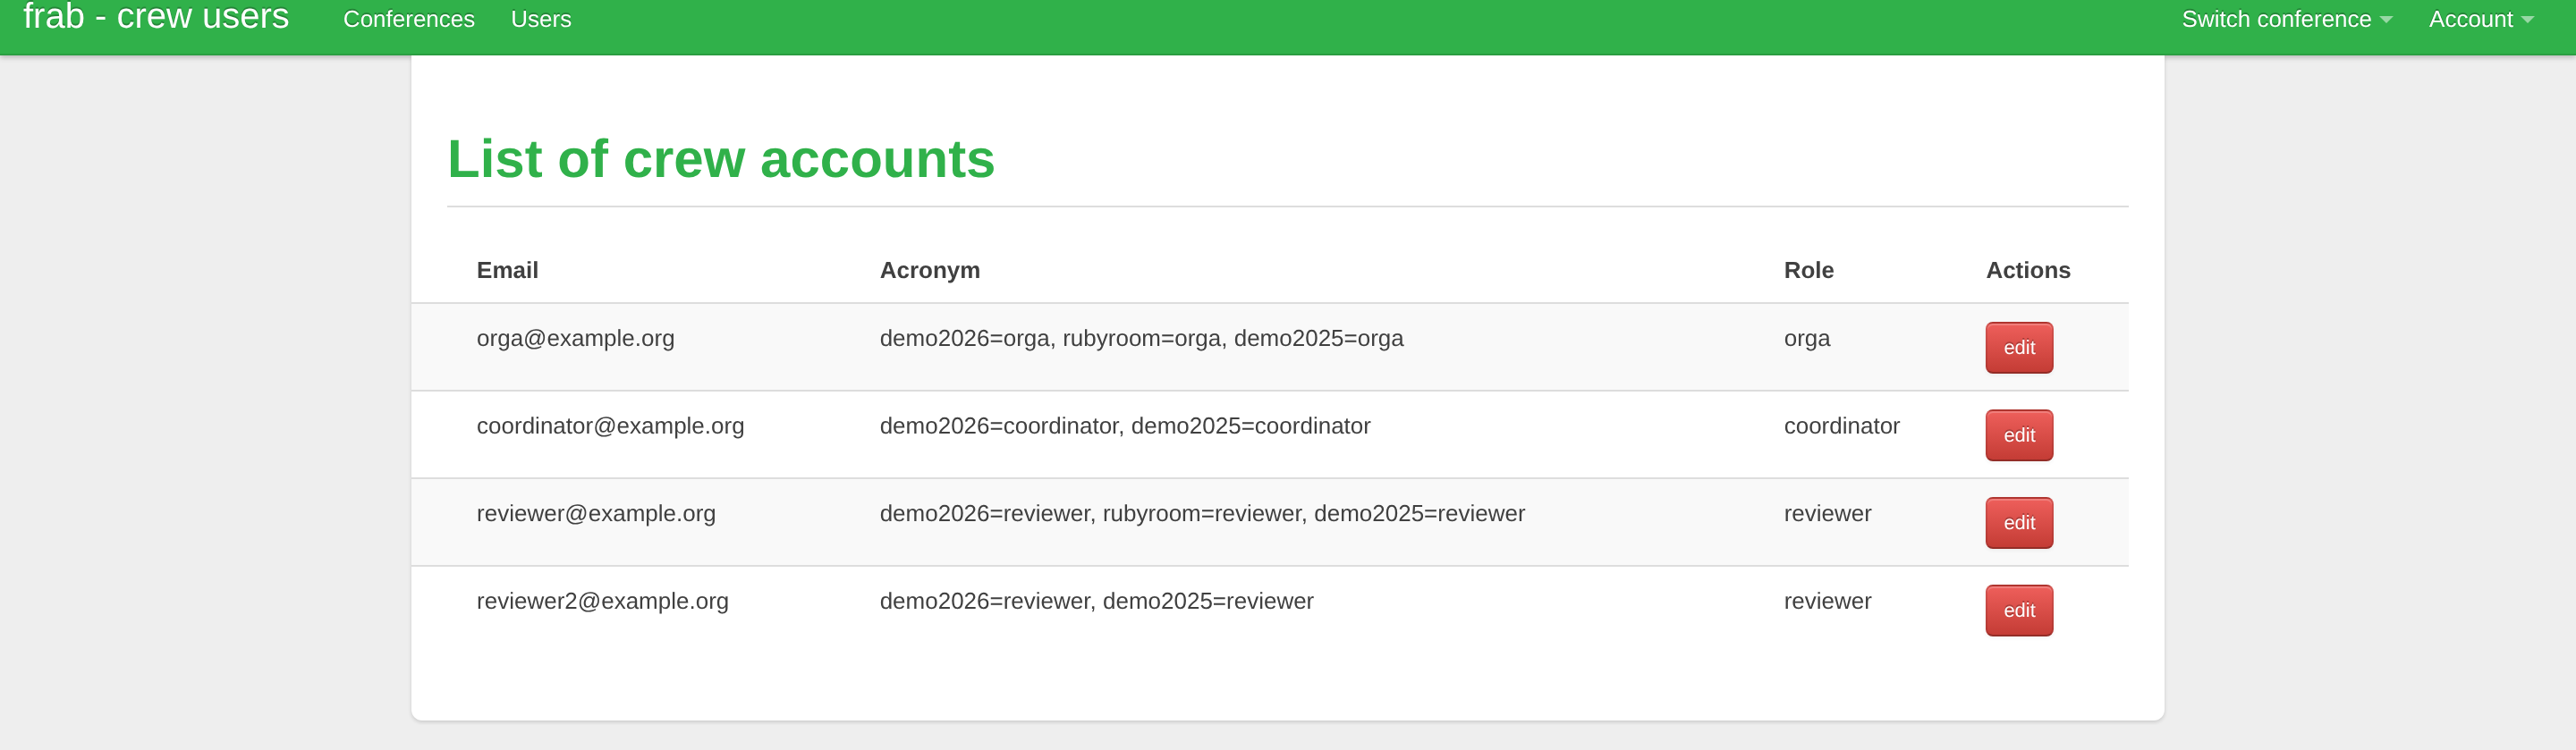 frab - crew users Conferences Users Switch conference Account
List of crew accounts
Email Acronym Role Actions
orga@example.org demo2026=orga, rubyroom=orga, demo2025=orga orga edit
coordinator@example.org demo2026=coordinator, demo2025=coordinator coordinator edit
reviewer@example.org demo2026=reviewer, rubyroom=reviewer, demo2025=reviewer reviewer edit
reviewer2@example.org demo2026=reviewer, demo2025=reviewer reviewer edit